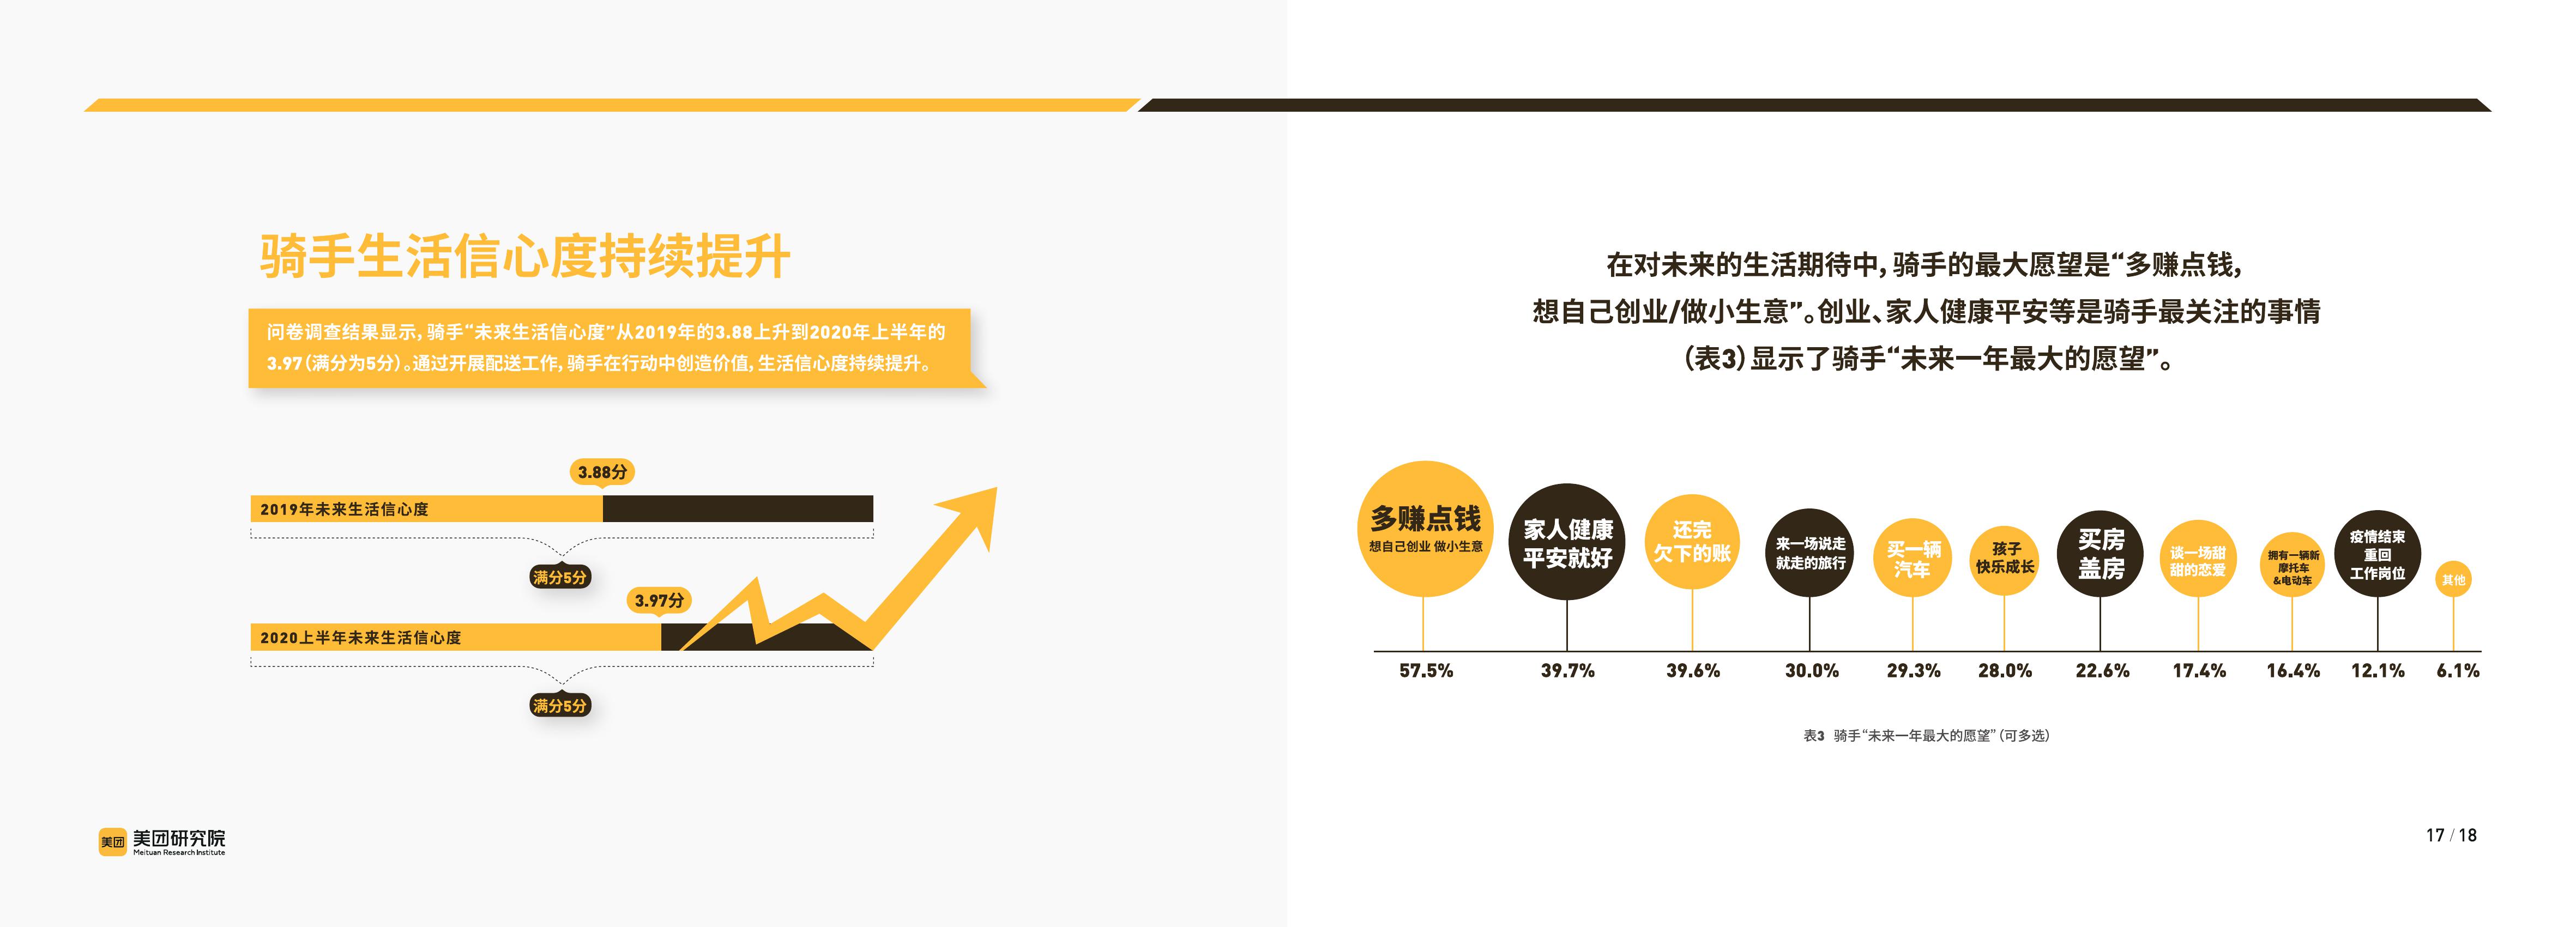 骑手生活信心度持续提升
问卷调查结果显示，骑手“未来生活信心度”从2019年的3.88上升到2020年上半年的
3.97（满分为5分）。通过开展配送工作，骑手在行动中创造价值，生活信心度持续提升。
3.88分
2019年未来生活信心度
满分5分
3.97分
2020上半年未来生活信心度
满分5分
美团
美团研究院
Meituan Research Institute
在对未来的生活期待中，骑手的最大愿望是“多赚点钱，
想自己创业/做小生意”。创业、家人健康平安等是骑手最关注的事情
（表3）显示了骑手“未来一年最大的愿望”。
多赚点钱
想自己创业 做小生意
57.5%
家人健康
平安就好
39.7%
还完
欠下的账
39.6%
来一场说走
就走的旅行
30.0%
买一辆
汽车
29.3%
孩子
快乐成长
28.0%
买房
盖房
22.6%
谈一场甜
甜的恋爱
17.4%
拥有一辆新
摩托车
&电动车
16.4%
疫情结束
重回
工作岗位
12.1%
其他
6.1%
表3 骑手“未来一年最大的愿望”（可多选）
17 / 18